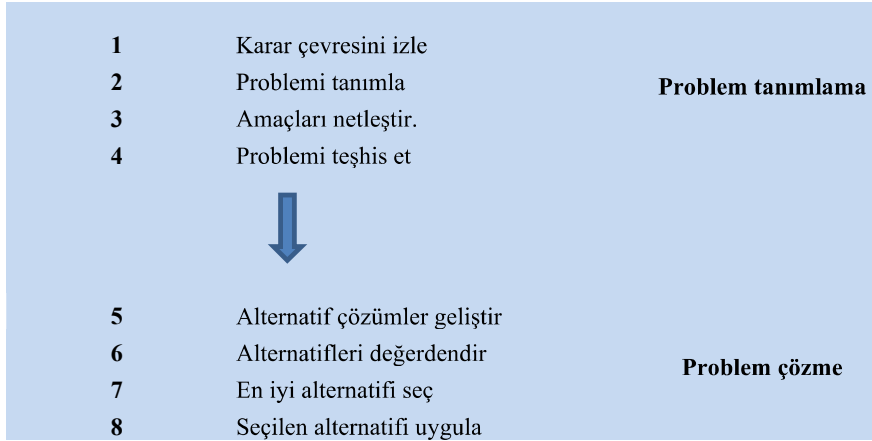 1 Karar çevresini izle
2 Problemi tanımla
Problem tanımlama
3 Amaçları netleştir.
4 Problemi teşhis et
5 Alternatif çözümler geliştir
6 Alternatifleri değerdendir
Problem çözme
7 En iyi alternatifi seç
8 Seçilen alternatifi uygula